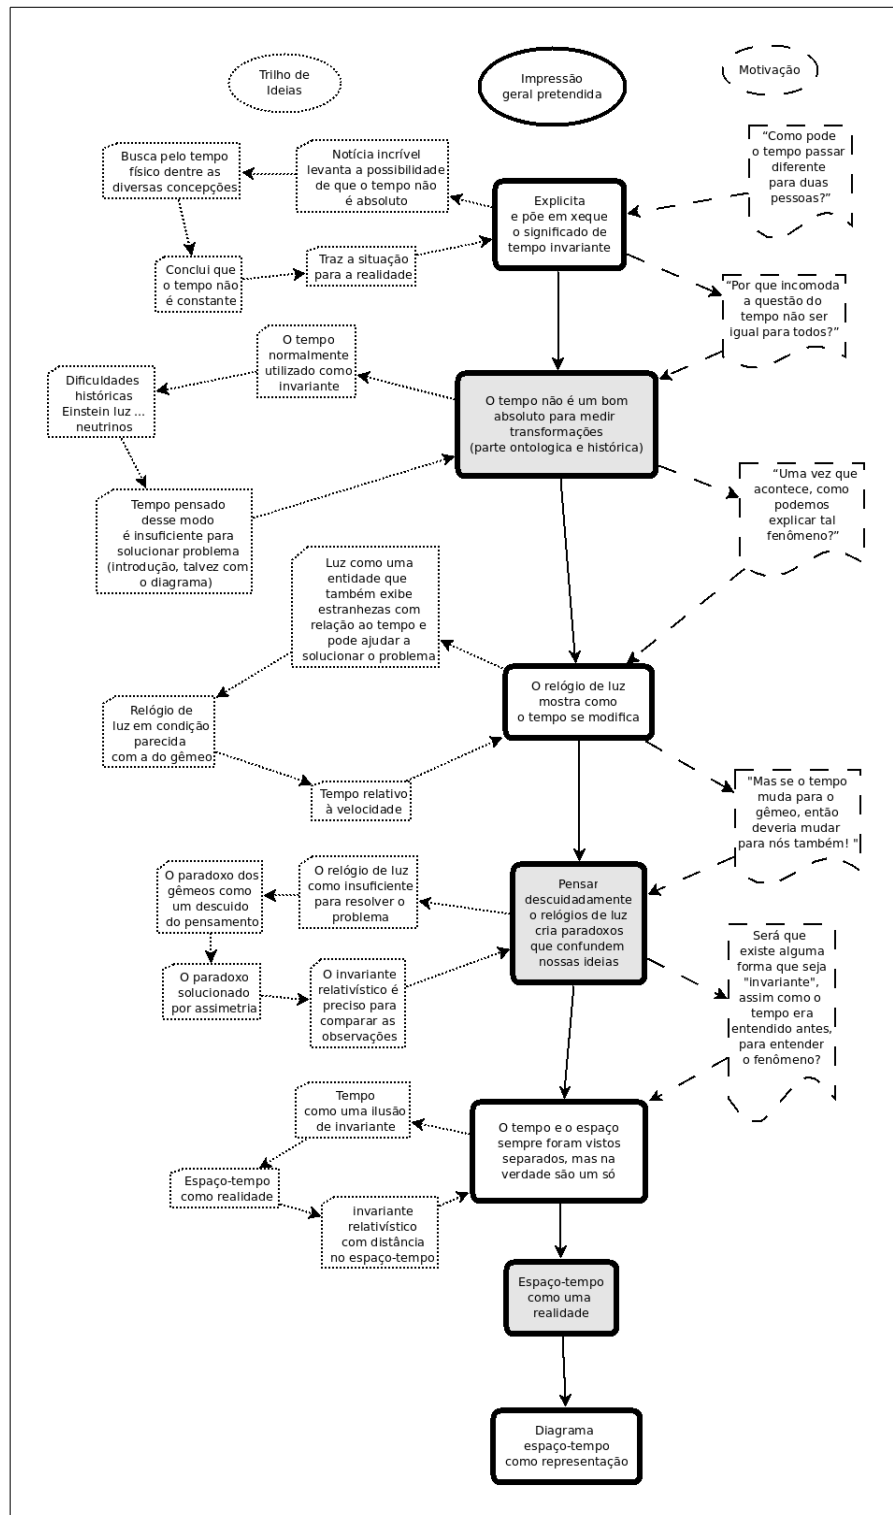 Trilho de
Ideias
Impressão
geral pretendida
Motivação
“Como pode
o tempo passar
diferente
para duas
pessoas?”
Notícia incrível
levanta a possibilidade
de que o tempo não
é absoluto
Busca pelo tempo
físico dentre as
diversas concepções
Explicita
e põe em xeque
o significado de
tempo invariante
Conclui que
o tempo não
é constante
Traz a situação
para a realidade
“Por que incomoda
a questão do
tempo não ser
igual para todos?”
O tempo
normalmente
utilizado como
invariante
Dificuldades
históricas
Einstein luz ...
neutrinos
O tempo não é um bom
absoluto para medir
transformações
(parte ontologica e histórica)
Tempo pensado
desse modo
é insuficiente para
solucionar problema
(introdução, talvez com
o diagrama)
“Uma vez que
acontece, como
podemos
explicar tal
fenômeno?”
Luz como uma
entidade que
também exibe
estranhezas com
relação ao tempo e
pode ajudar a
solucionar o problema
O relógio de luz
mostra como
o tempo se modifica
Relógio de
luz em condição
parecida
com a do gêmeo
Tempo relativo
à velocidade
"Mas se o tempo
muda para o
gêmeo, então
deveria mudar
para nós também! "
O paradoxo dos
gêmeos como
um descuido
do pensamento
O relógio de luz
como insuficiente
para resolver o
problema
Pensar
descuidadamente
o relógios de luz
cria paradoxos
que confundem
nossas ideias
O paradoxo
solucionado
por assimetria
O invariante
relativístico é
preciso para
comparar as
observações
Será que
existe alguma
forma que seja
"invariante",
assim como o
tempo era
entendido antes,
para entender
o fenômeno?
Tempo
como uma ilusão
de invariante
O tempo e o espaço
sempre foram vistos
separados, mas na
verdade são um só
Espaço-tempo
como realidade
invariante
relativístico
com distância
no espaço-tempo
Espaço-tempo
como uma
realidade
Diagrama
espaço-tempo
como representação